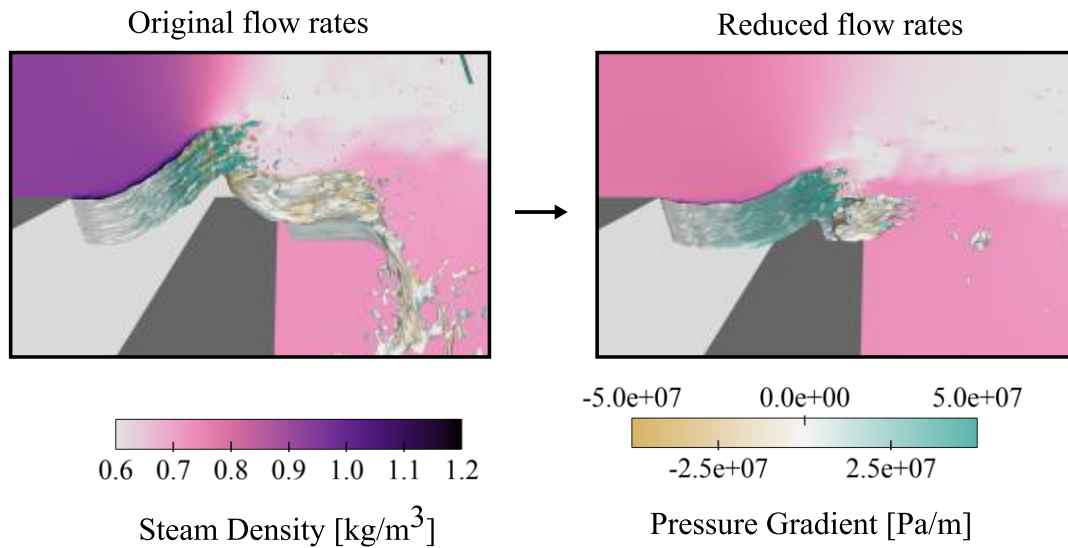 Original flow rates
Reduced flow rates
-5.0e+07 0.0e+00 5.0e+07
-2.5e+07 2.5e+07
0.6 0.7 0.8 0.9 1.0 1.1 1.2
Steam Density [kg/m³]
Pressure Gradient [Pa/m]